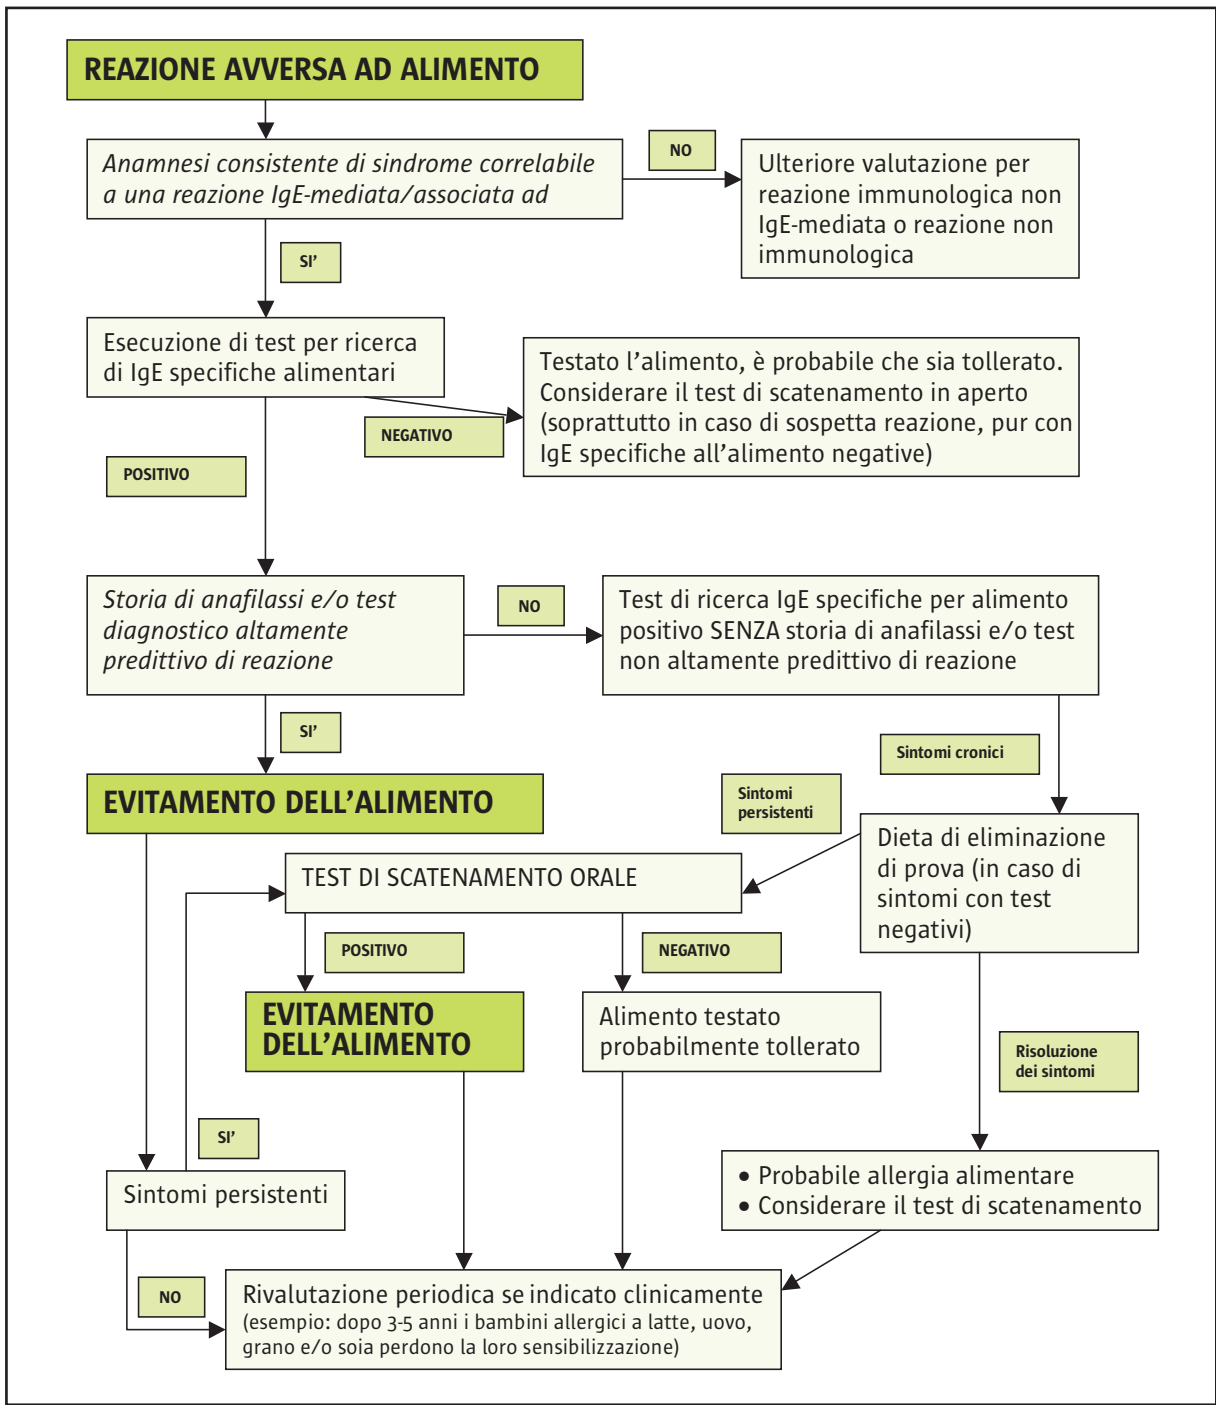 REAZIONE AVVERSA AD ALIMENTO
Anamnesi consistente di sindrome correlabile
a una reazione IgE-mediata/associata ad
NO
Ulteriore valutazione per
reazione immunologica non
IgE-mediata o reazione non
immunologica
SI'
Esecuzione di test per ricerca
di IgE specifiche alimentari
NEGATIVO
Testato l'alimento, è probabile che sia tollerato.
Considerare il test di scatenamento in aperto
(soprattutto in caso di sospetta reazione, pur con
IgE specifiche all'alimento negative)
POSITIVO
Storia di anafilassi e/o test
diagnostico altamente
predittivo di reazione
NO
Test di ricerca IgE specifiche per alimento
positivo SENZA storia di anafilassi e/o test
non altamente predittivo di reazione
SI'
Sintomi cronici
EVITAMENTO DELL'ALIMENTO
Sintomi
persistenti
Dieta di eliminazione
di prova (in caso di
sintomi con test
negativi)
TEST DI SCATENAMENTO ORALE
POSITIVO
NEGATIVO
EVITAMENTO
DELL'ALIMENTO
Alimento testato
probabilmente tollerato
Risoluzione
dei sintomi
SI'
Sintomi persistenti
• Probabile allergia alimentare
• Considerare il test di scatenamento
NO
Rivalutazione periodica se indicato clinicamente
(esempio: dopo 3-5 anni i bambini allergici a latte, uovo,
grano e/o soia perdono la loro sensibilizzazione)